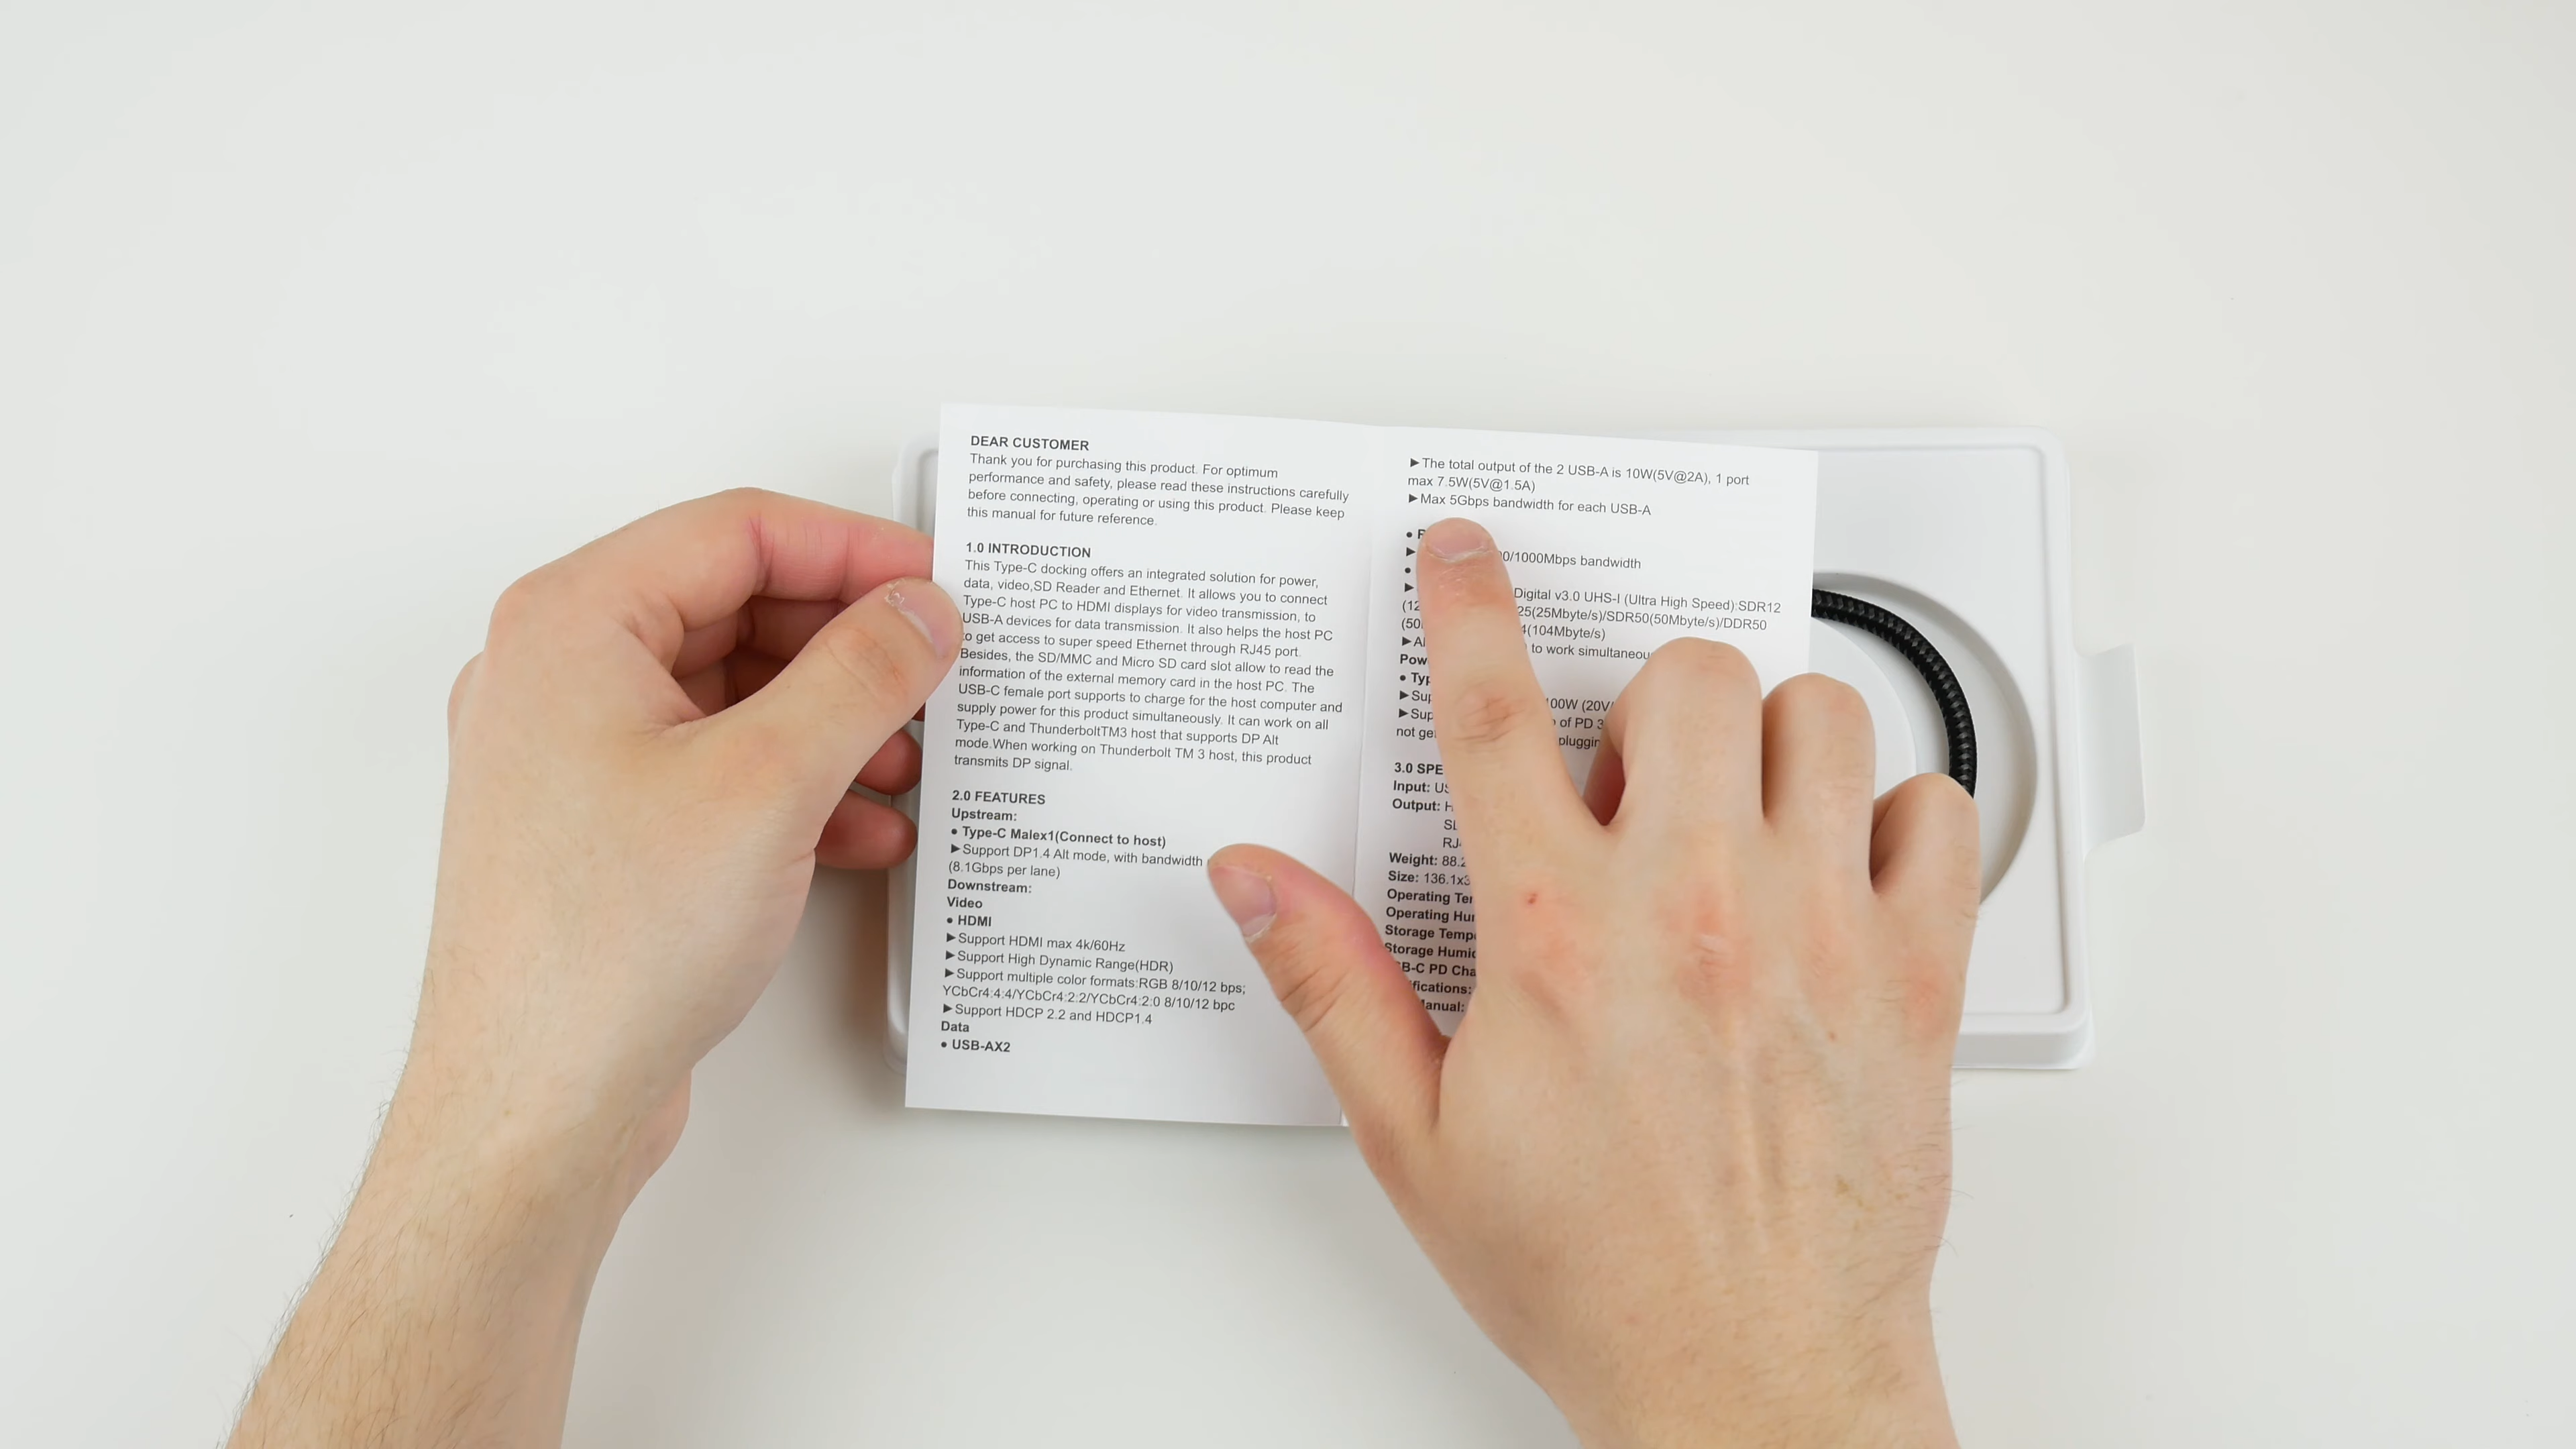 DEAR CUSTOMER
Thank you for purchasing this product. For optimum
performance and safety, please read these instructions carefully
before connecting, operating or using this product. Please keep
this manual for future reference.
1.0 INTRODUCTION
This Type-C docking offers an integrated solution for power,
data, video,SD Reader and Ethernet. It allows you to connect
Type-C host PC to HDMI displays for video transmission, to
USB-A devices for data transmission. It also helps the host PC
to get access to super speed Ethernet through RJ45 port.
Besides, the SD/MMC and Micro SD card slot allow to read the
information of the external memory card in the host PC. The
USB-C female port supports to charge for the host computer and
supply power for this product simultaneously. It can work on all
Type-C and ThunderboltTM3 host that supports DP Alt
mode.When working on Thunderbolt TM 3 host, this product
transmits DP signal.
2.0 FEATURES
Upstream:
● Type-C Malex1(Connect to host)
►Support DP1.4 Alt mode, with bandwidth
(8.1Gbps per lane)
Downstream:
Video
● HDMI
►Support HDMI max 4k/60Hz
►Support High Dynamic Range(HDR)
►Support multiple color formats:RGB 8/10/12 bps;
YCbCr4:4:4/YCbCr4:2:2/YCbCr4:2:0 8/10/12 bpc
►Support HDCP 2.2 and HDCP1.4
Data
● USB-AX2
►The total output of the 2 USB-A is 10W(5V@2A), 1 port
max 7.5W(5V@1.5A)
►Max 5Gbps bandwidth for each USB-A
●
► 0/1000Mbps bandwidth
●
► Digital v3.0 UHS-I (Ultra High Speed):SDR12
(12 25(25Mbyte/s)/SDR50(50Mbyte/s)/DDR50
(50 4(104Mbyte/s)
► to work
● 
► 100W (20V
► of PD
not
3.0
Input:
Output:
RJ
Weight: 88.2
Size: 136.1x3
Operating
Operating
Storage
Storage
PD